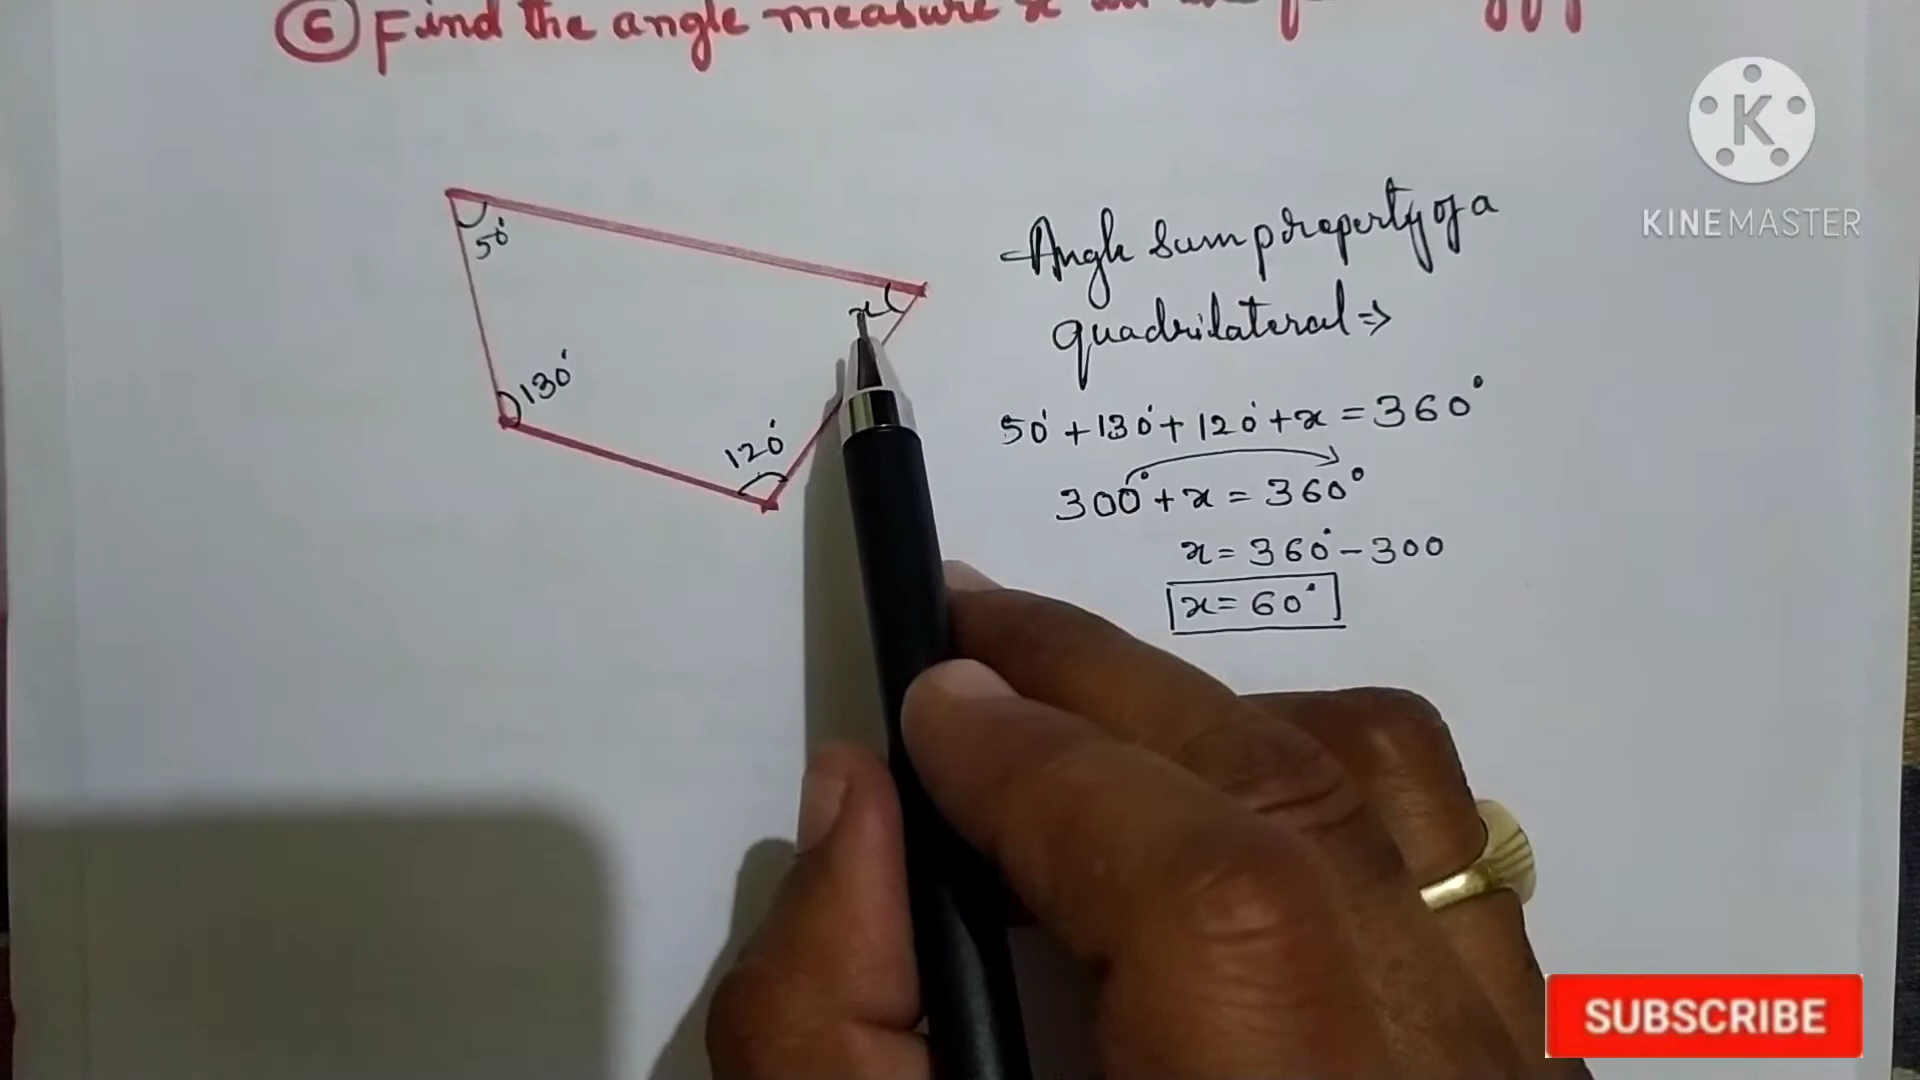 6 Find the angle measure x
K
KINEMASTER
50°
x
130°
120°
Angle sum property of a
quadrilateral ⇒
50° + 130° + 120° + x = 360°
300° + x = 360°
x = 360° - 300
x = 60°
SUBSCRIBE